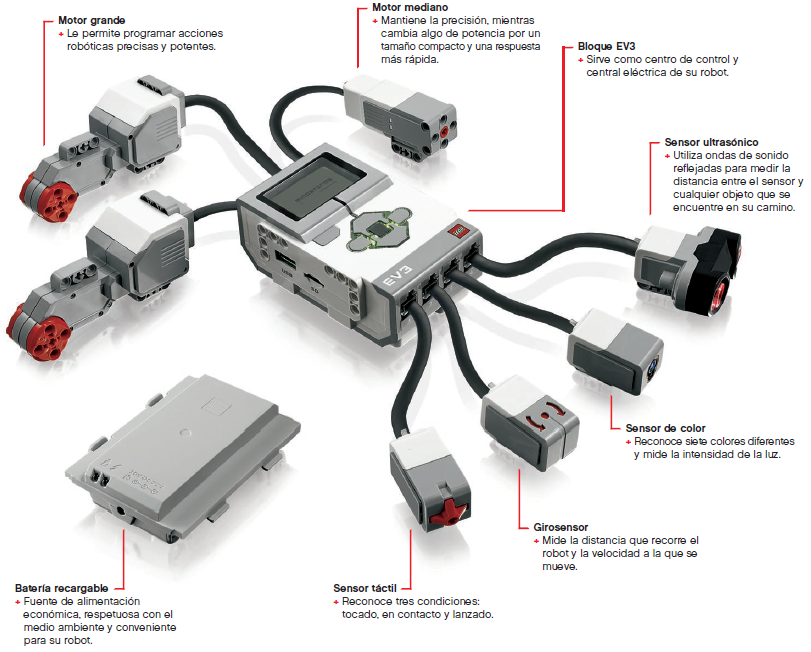 Motor grande
+ Le permite programar acciones
robóticas precisas y potentes.
Motor mediano
+ Mantiene la precisión, mientras
cambia algo de potencia por un
tamaño compacto y una respuesta
más rápida.
Bloque EV3
+ Sirve como centro de control y
central eléctrica de su robot.
Sensor ultrasónico
+ Utiliza ondas de sonido
reflejadas para medir la
distancia entre el sensor y
cualquier objeto que se
encuentre en su camino.
LEGO
USB
SD
EV3
Sensor de color
+ Reconoce siete colores diferentes
y mide la intensidad de la luz.
Girosensor
+ Mide la distancia que recorre el
robot y la velocidad a la que se
mueve.
Sensor táctil
+ Reconoce tres condiciones:
tocado, en contacto y lanzado.
Batería recargable
+ Fuente de alimentación
económica, respetuosa con el
medio ambiente y conveniente
para su robot.